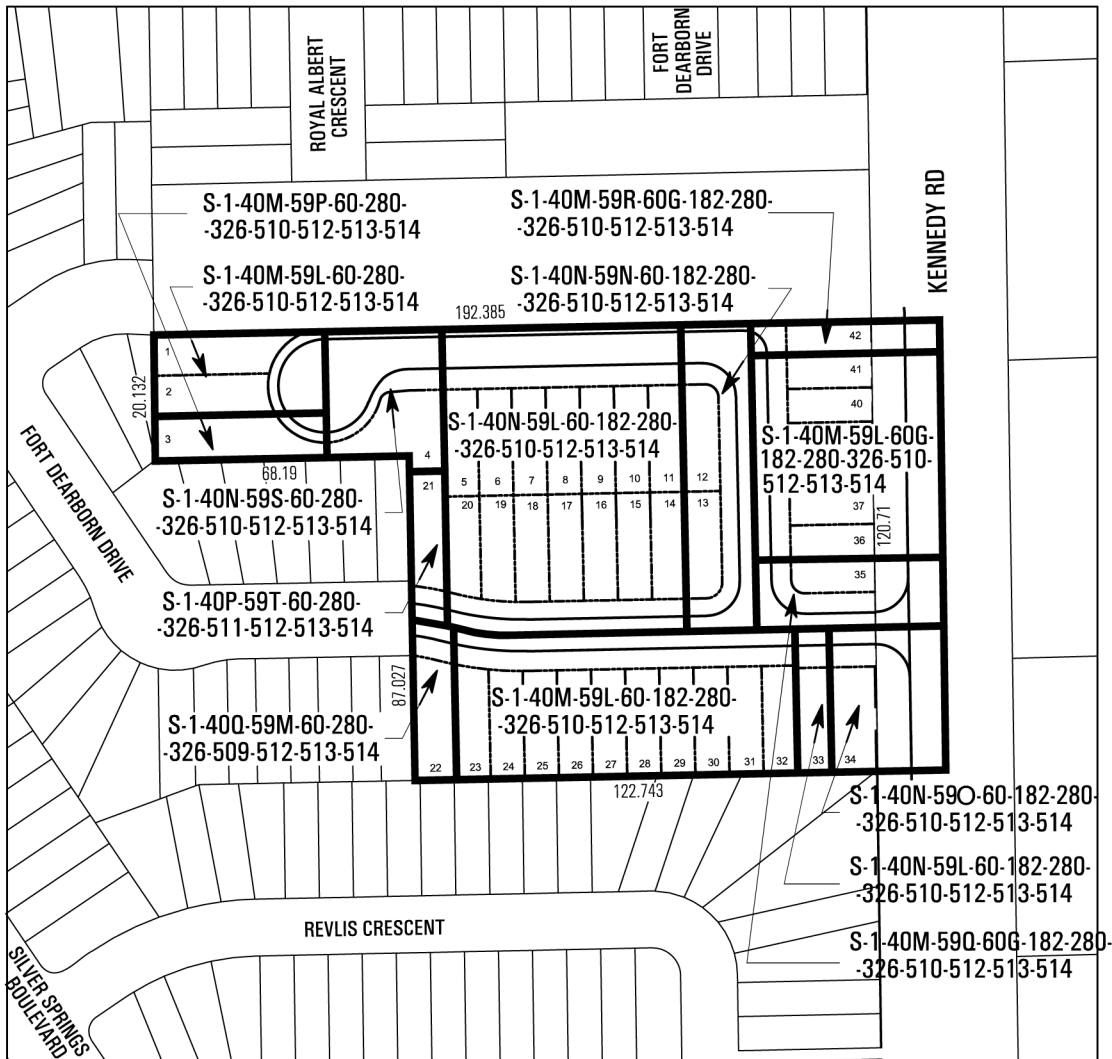 ROYAL ALBERT
CRESCENT
FORT
DEARBORN
DRIVE
KENNEDY RD
S-1-40M-59P-60-280-
-326-510-512-513-514
S-1-40M-59R-60G-182-280-
-326-510-512-513-514
S-1-40M-59L-60-280-
-326-510-512-513-514
S-1-40N-59N-60-182-280-
-326-510-512-513-514
192.385
20.132
1
2
3
68.19
42
41
40
S-1-40N-59L-60-182-280-
-326-510-512-513-514
S-1-40M-59L-60G-
182-280-326-510-
512-513-514
4
21
5
6
7
8
9
10
11
12
20
19
18
17
16
15
14
13
37
36
35
120.71
S-1-40N-59S-60-280-
-326-510-512-513-514
FORT DEARBORN DRIVE
S-1-40P-59T-60-280-
-326-511-512-513-514
87.027
S-1-40Q-59M-60-280-
-326-509-512-513-514
S-1-40M-59L-60-182-280-
-326-510-512-513-514
22
23
24
25
26
27
28
29
30
31
32
33
34
122.743
S-1-40N-59O-60-182-280-
-326-510-512-513-514
S-1-40N-59L-60-182-280-
-326-510-512-513-514
S-1-40M-59Q-60G-182-280-
-326-510-512-513-514
REVLIS CRESCENT
SILVER SPRINGS
BOULEVARD